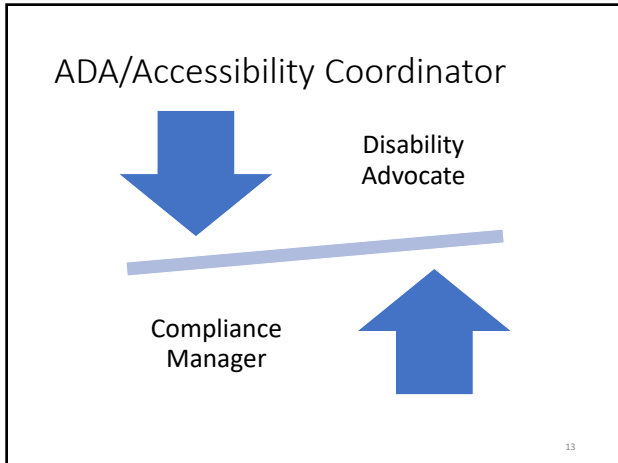 ADA/Accessibility Coordinator
Disability
Advocate
Compliance
Manager
13